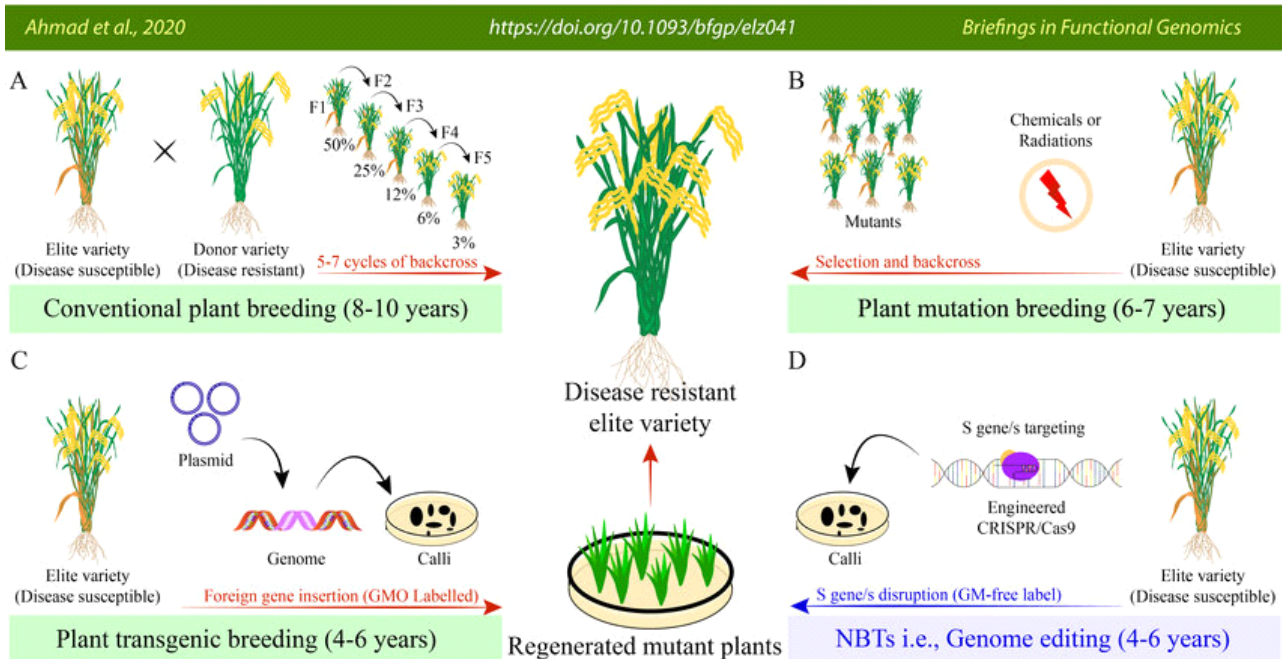 Ahmad et al., 2020
https://doi.org/10.1093/bfgp/elz041
Briefings in Functional Genomics
A
F1
F2
F3
F4
F5
50%
25%
12%
6%
3%
Elite variety
(Disease susceptible)
Donor variety
(Disease resistant)
5-7 cycles of backcross
Conventional plant breeding (8-10 years)
B
Chemicals or
Radiations
Mutants
Selection and backcross
Elite variety
(Disease susceptible)
Plant mutation breeding (6-7 years)
Disease resistant
elite variety
C
Plasmid
Genome
Calli
Elite variety
(Disease susceptible)
Foreign gene insertion (GMO Labelled)
Plant transgenic breeding (4-6 years)
Regenerated mutant plants
D
S gene/s targeting
Engineered
CRISPR/Cas9
Calli
S gene/s disruption (GM-free label)
Elite variety
(Disease susceptible)
NBTs i.e., Genome editing (4-6 years)